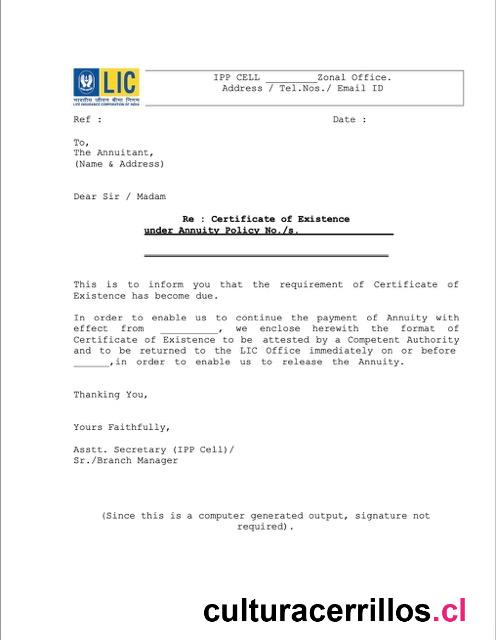 LIC
भारतीय जीवन बीमा निगम
LIFE INSURANCE CORPORATION OF INDIA
IPP CELL _________Zonal Office.
Address / Tel.Nos./ Email ID
Ref :
Date :
To,
The Annuitant,
(Name & Address)
Dear Sir / Madam
Re : Certificate of Existence
under Annuity Policy No./s.________________
This is to inform you that the requirement of Certificate of
Existence has become due.
In order to enable us to continue the payment of Annuity with
effect from __________, we enclose herewith the format of
Certificate of Existence to be attested by a Competent Authority
and to be returned to the LIC Office immediately on or before
______,in order to enable us to release the Annuity.
Thanking You,
Yours Faithfully,
Asstt. Secretary (IPP Cell)/
Sr./Branch Manager
(Since this is a computer generated output, signature not
required).
culturacerrillos.cl